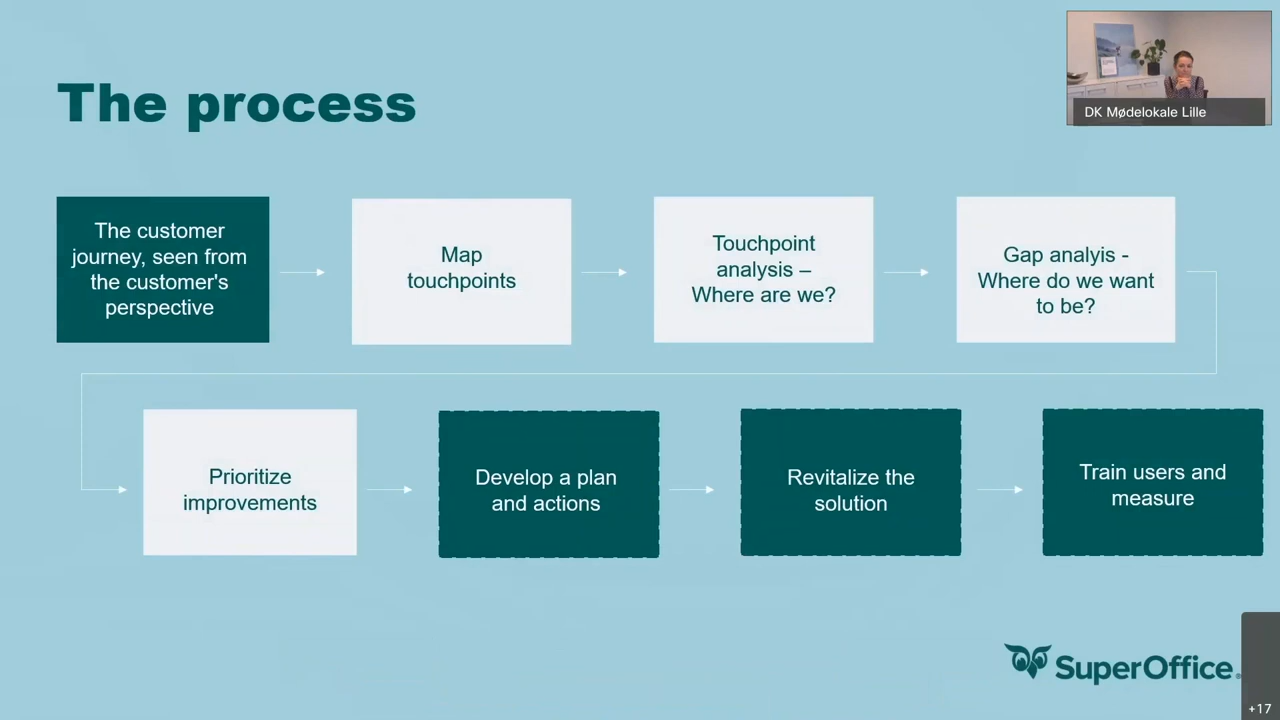 The process
DK Mødelokale Lille
The customer
journey, seen from
the customer's
perspective
Map
touchpoints
Touchpoint
analysis –
Where are we?
Gap analyis -
Where do we want
to be?
Prioritize
improvements
Develop a plan
and actions
Revitalize the
solution
Train users and
measure
SuperOffice
+17